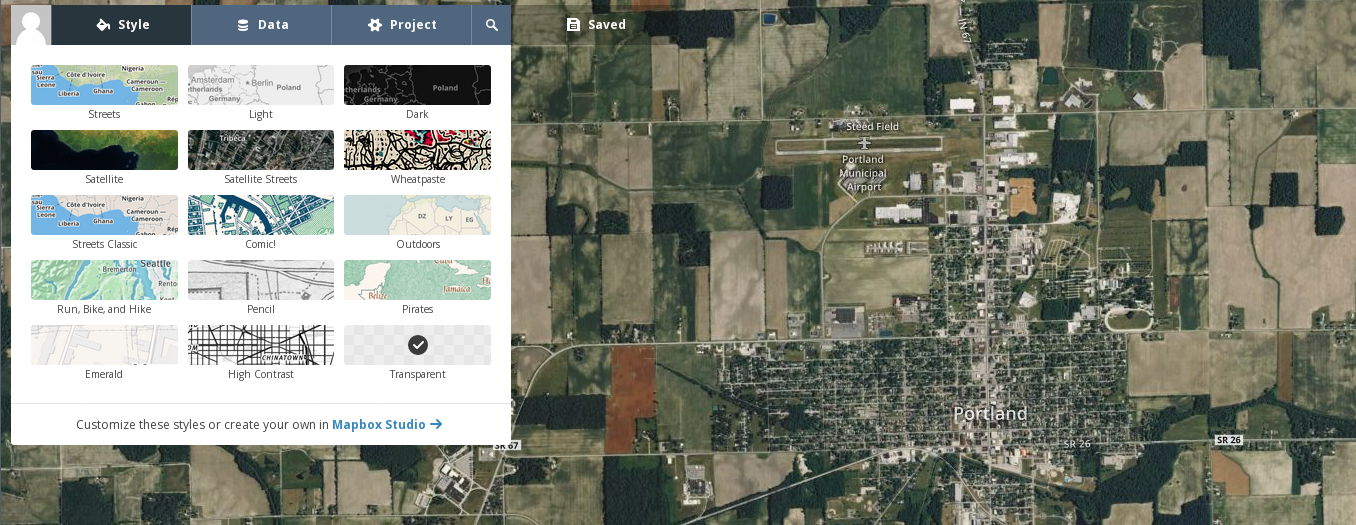 Style
Data
Project
Saved
Nigeria
Côte d'Ivoire
Sierra
Leone
Cameroun —
Cameroon
Ghana
Liberia
Amsterdam
Berlin
Poland
Germany
Poland
Germany
Streets
Light
Dark
Tribeca
Satellite
Satellite Streets
Wheatpaste
Nigeria
Côte d'Ivoire
Sierra
Leone
Cameroun —
Cameroon
Ghana
Liberia
DZ
LY
EG
Streets Classic
Comic!
Outdoors
Seattle
Bremerton
Belize
Jamaica
Run, Bike, and Hike
Pencil
Pirates
CHINATOWN
Emerald
High Contrast
Transparent
Customize these styles or create your own in Mapbox Studio
IN 67
Steed Field
Portland
Municipal
Airport
Portland
SR 67
SR 26
SR 26